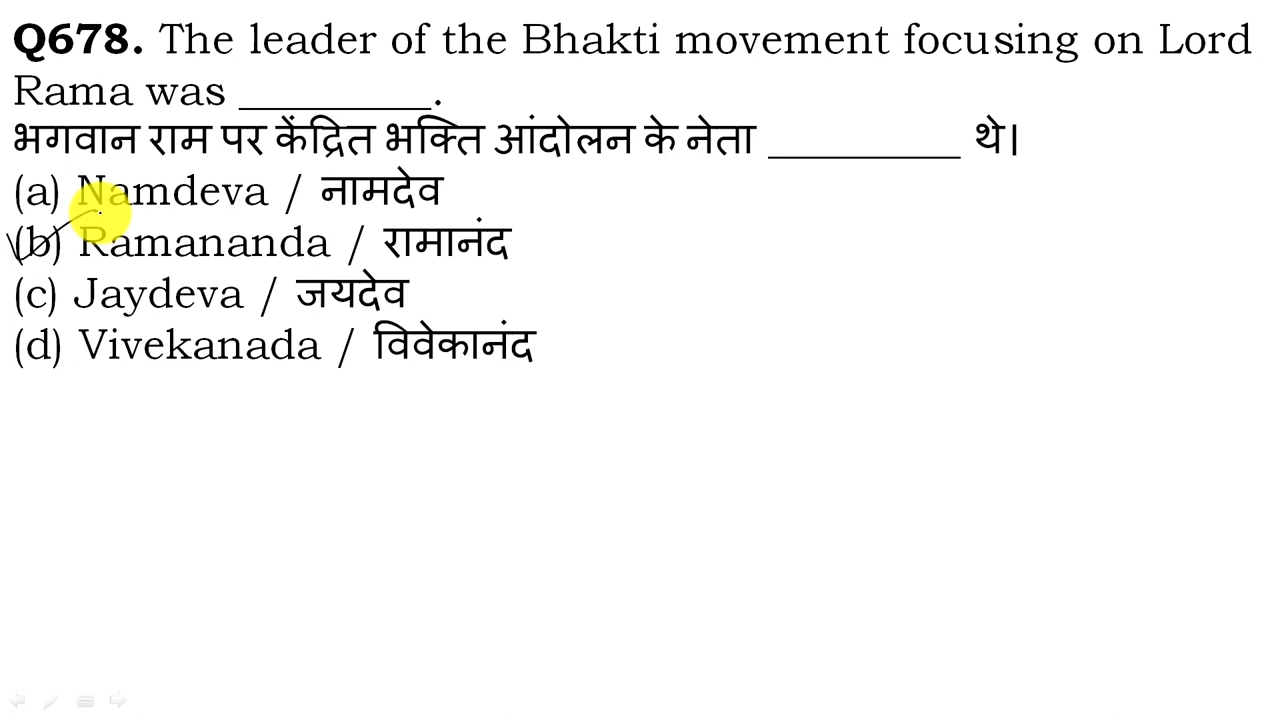 Q678. The leader of the Bhakti movement focusing on Lord
Rama was _________.
भगवान राम पर केंद्रित भक्ति आंदोलन के नेता _________ थे।
(a) Namdeva / नामदेव
(b) Ramananda / रामानंद
(c) Jaydeva / जयदेव
(d) Vivekanada / विवेकानंद